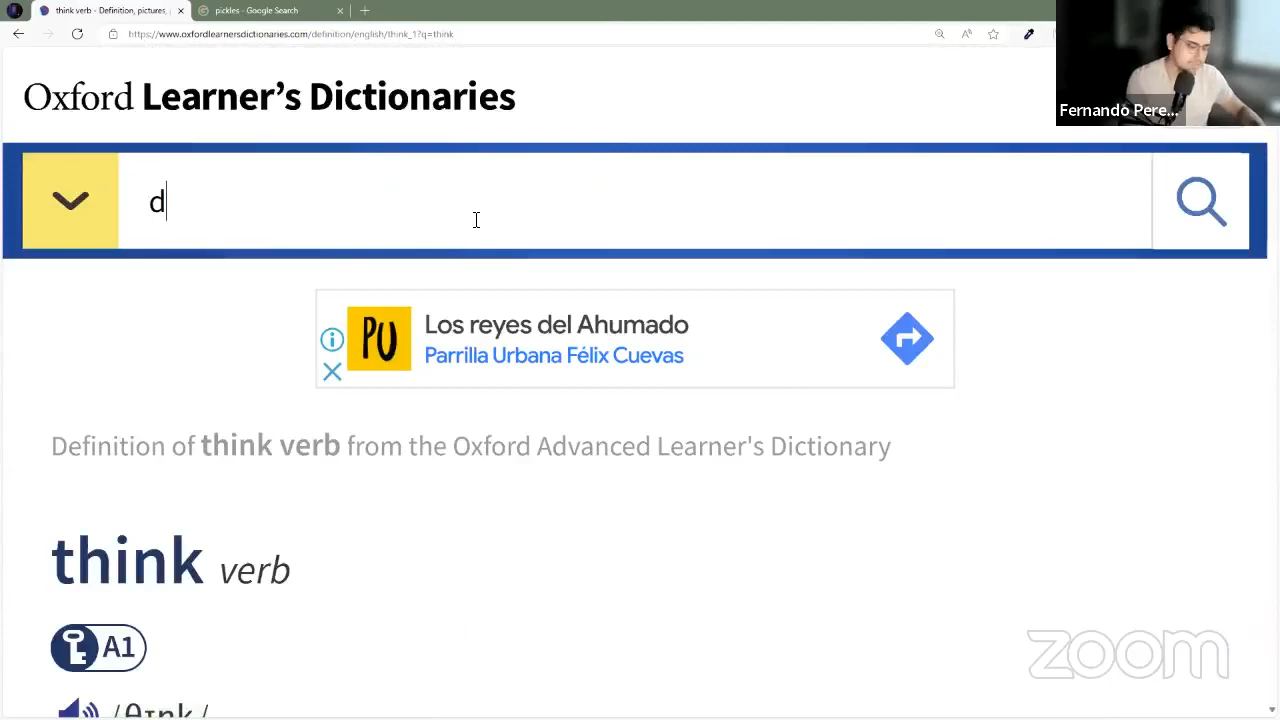 think verb - Definition, pictures,
pickles - Google Search
https://www.oxfordlearnersdictionaries.com/definition/english/think_1?q=think
Fernando Pere...
Oxford Learner's Dictionaries
d
PU
Los reyes del Ahumado
Parrilla Urbana Félix Cuevas
Definition of think verb from the Oxford Advanced Learner's Dictionary
think verb
A1
/θɪnk/
zoom